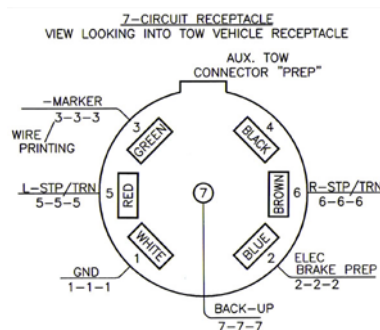 7-CIRCUIT RECEPTACLE
VIEW LOOKING INTO TOW VEHICLE RECEPTACLE
AUX. TOW
CONNECTOR "PREP"
-MARKER
3-3-3
WIRE
PRINTING
3
GREEN
4
BLACK
L-STP/TRN
5-5-5
5
RED
7
BROWN
6
R-STP/TRN
6-6-6
WHITE
1
BLUE
2
GND
1-1-1
ELEC
BRAKE PREP
2-2-2
BACK-UP
7-7-7